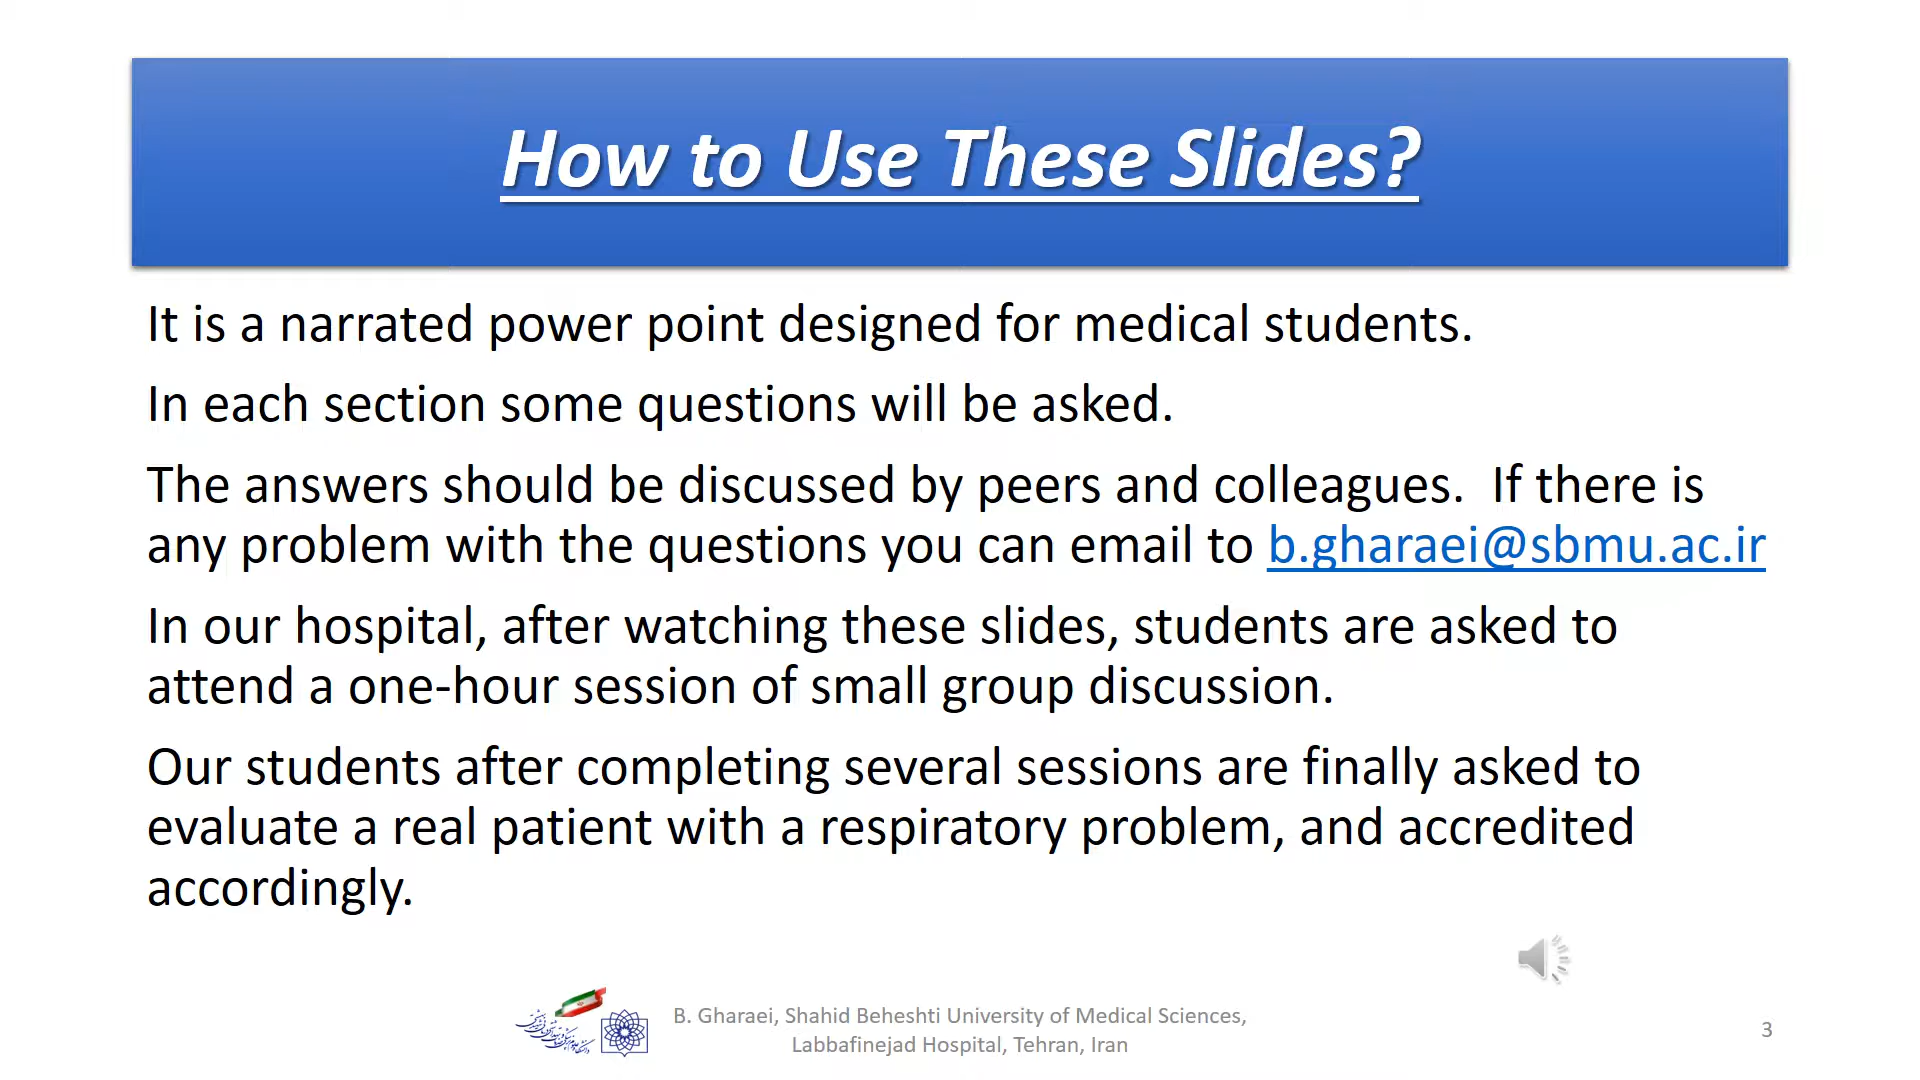 How to Use These Slides?
It is a narrated power point designed for medical students.
In each section some questions will be asked.
The answers should be discussed by peers and colleagues.  If there is
any problem with the questions you can email to b.gharaei@sbmu.ac.ir
In our hospital, after watching these slides, students are asked to
attend a one-hour session of small group discussion.
Our students after completing several sessions are finally asked to
evaluate a real patient with a respiratory problem, and accredited
accordingly.
B. Gharaei, Shahid Beheshti University of Medical Sciences,
Labbafinejad Hospital, Tehran, Iran
3